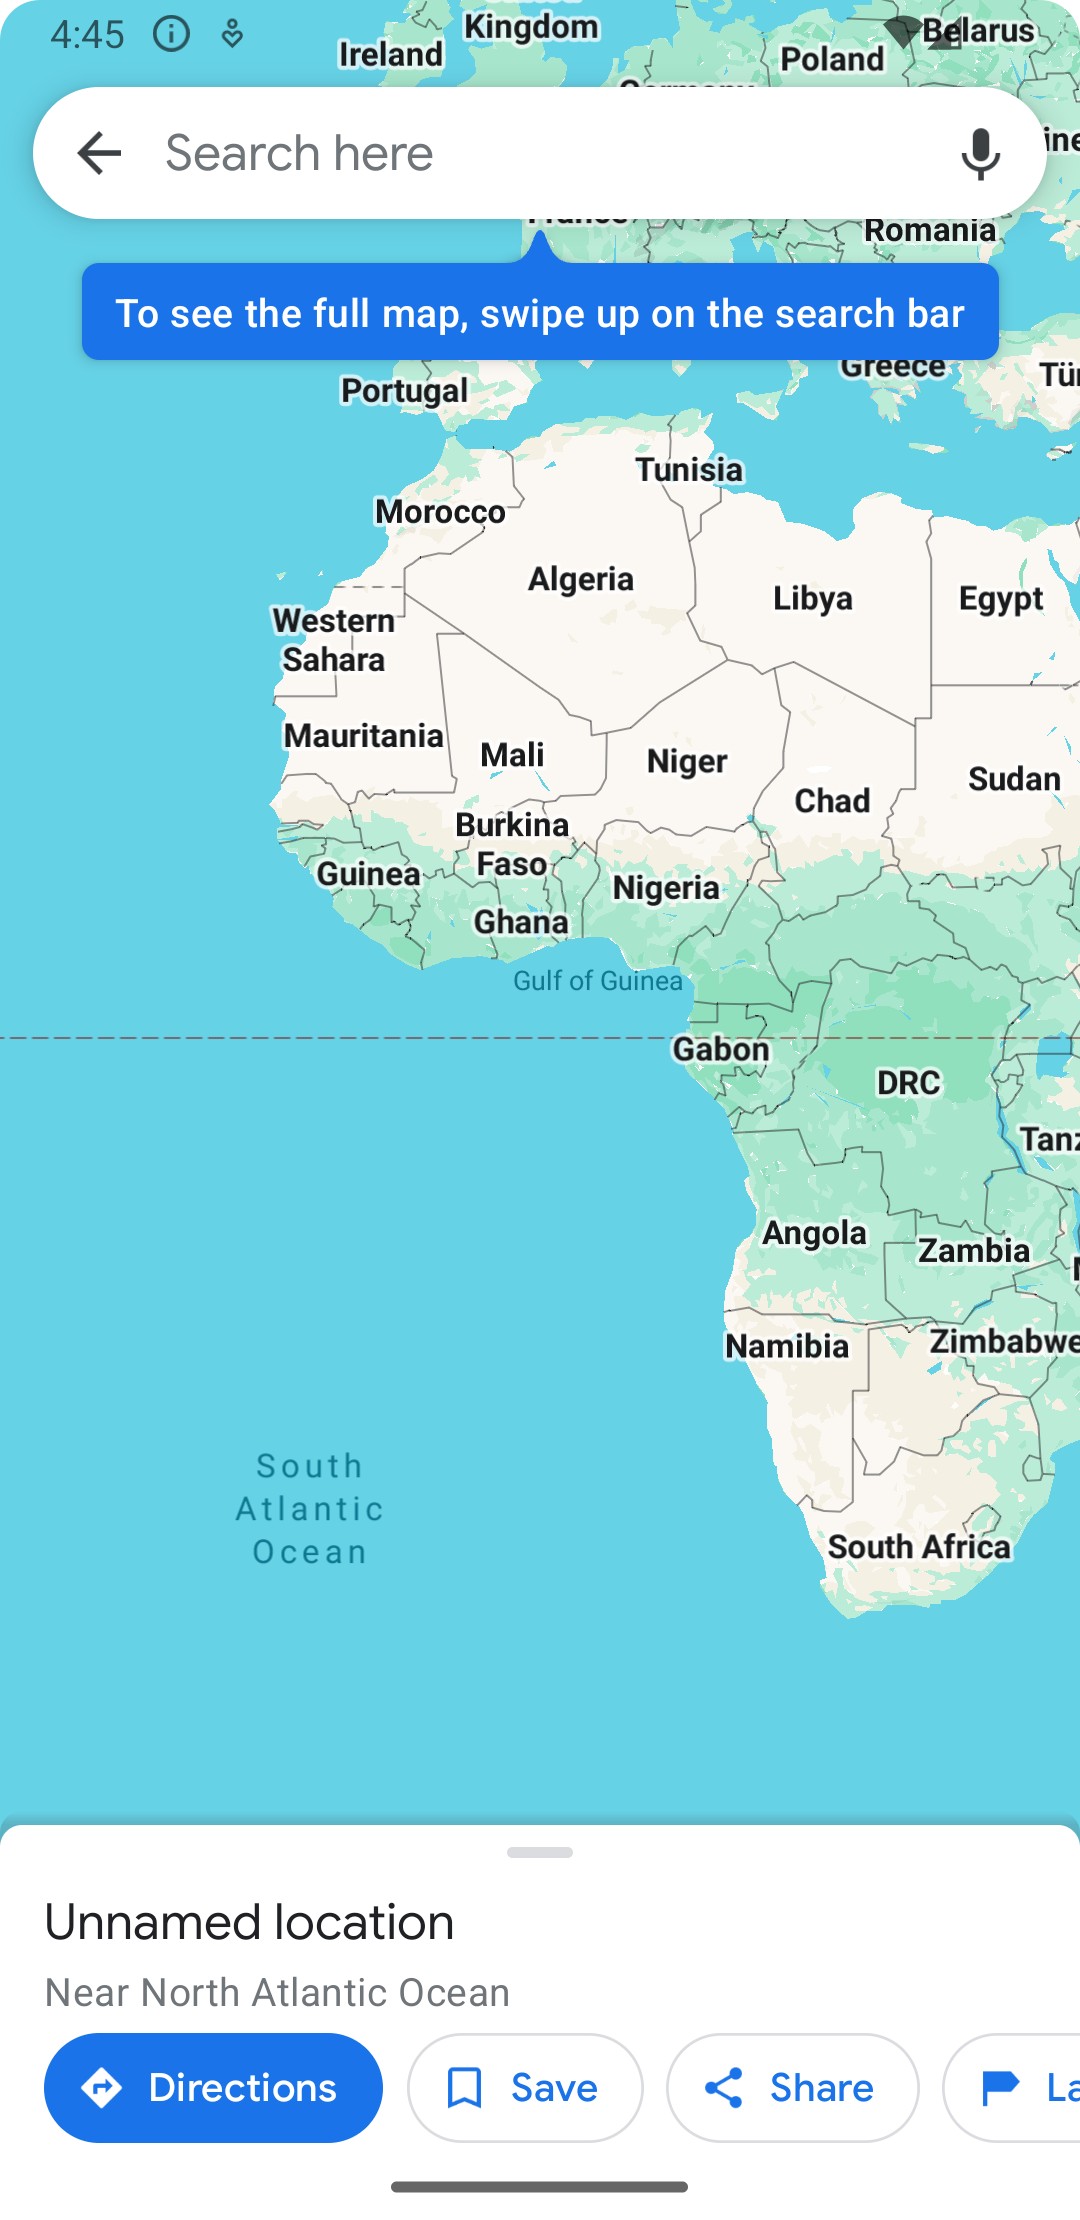 4:45
Kingdom
Belarus
Ireland
Poland
Search here
Romania
To see the full map, swipe up on the search bar
Greece
Portugal
Tunisia
Morocco
Algeria
Libya
Egypt
Western
Sahara
Mauritania
Mali
Niger
Sudan
Chad
Burkina
Faso
Guinea
Nigeria
Ghana
Gulf of Guinea
Gabon
DRC
Tanz
Angola
Zambia
Namibia
Zimbabwe
South
Atlantic
Ocean
South Africa
Unnamed location
Near North Atlantic Ocean
Directions
Save
Share
La